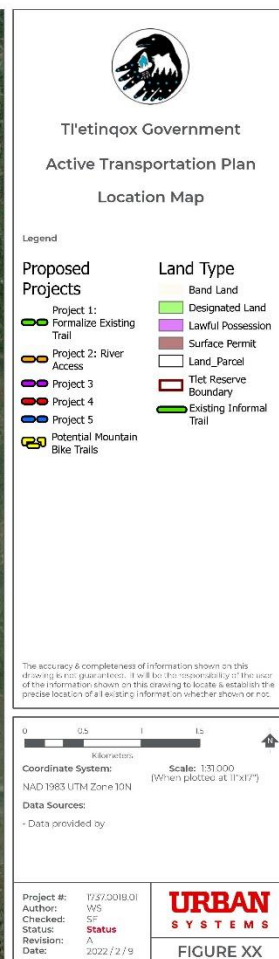 Tl'etinqox Government
Active Transportation Plan
Location Map
Legend
Proposed
Projects
Project 1:
Formalize Existing
Trail
Project 2: River
Access
Project 3
Project 4
Project 5
Potential Mountain
Bike Trails
Land Type
Band Land
Designated Land
Lawful Possession
Surface Permit
Land_Parcel
Tlet Reserve
Boundary
Existing Informal
Trail
The accuracy & completeness of information shown on this
drawing is not guaranteed. It will be the responsibility of the user
of the information shown on this drawing to locate & establish the
precise location of all existing information whether shown or not.
0 0.5 1 1.5
Kilometers
N
Coordinate System:
NAD 1983 UTM Zone 10N
Scale: 1:31,000
(When plotted at 11"x17")
Data Sources:
- Data provided by
Project #: 1737.0018.01
Author: WS
Checked: SF
Status: Status
Revision: A
Date: 2022 / 2 / 9
URBAN
SYSTEMS
FIGURE XX